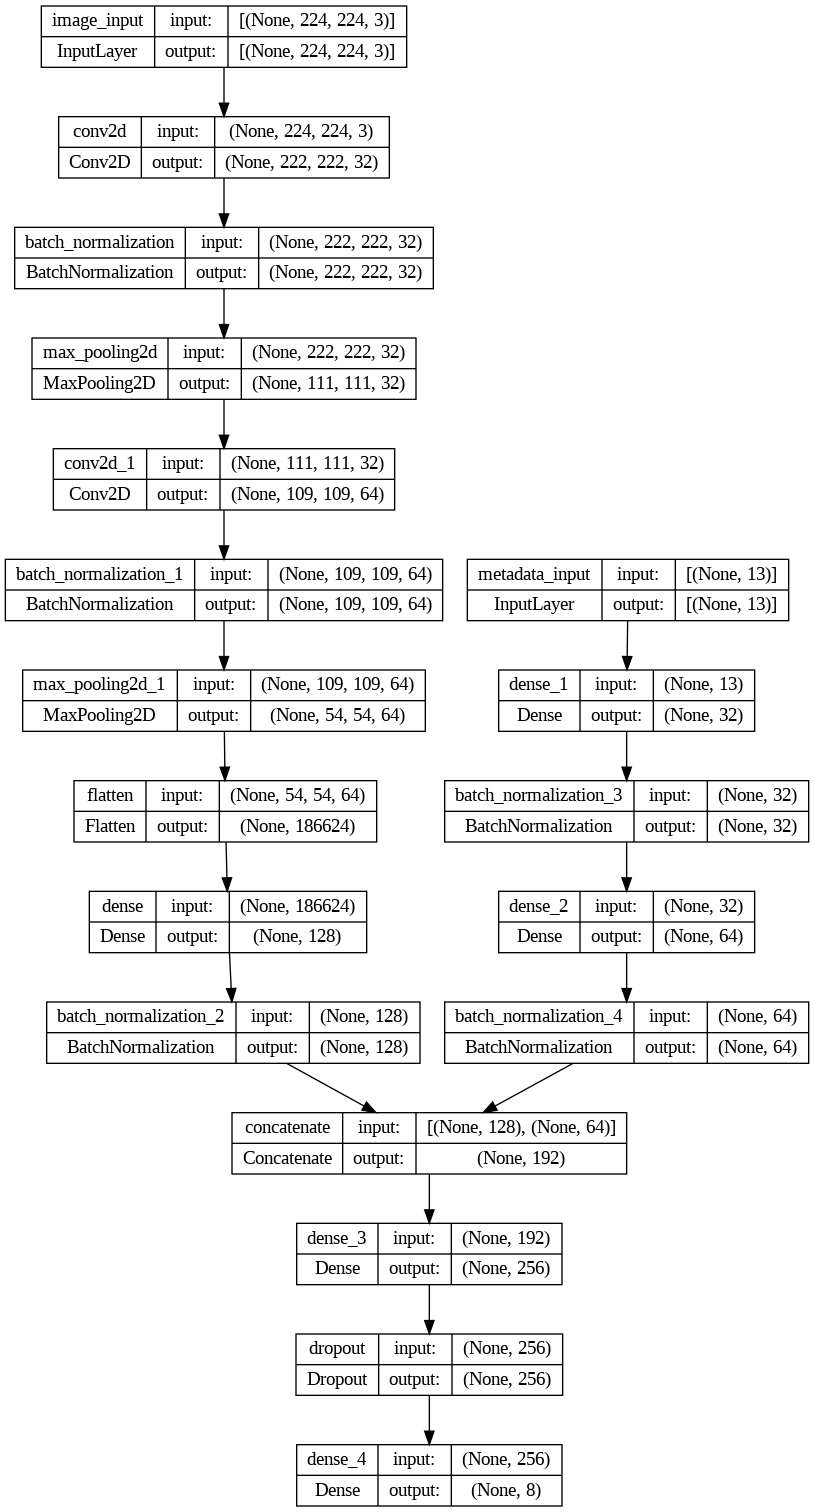 image_input input: [(None, 224, 224, 3)]
InputLayer output: [(None, 224, 224, 3)]
conv2d input: (None, 224, 224, 3)
Conv2D output: (None, 222, 222, 32)
batch_normalization input: (None, 222, 222, 32)
BatchNormalization output: (None, 222, 222, 32)
max_pooling2d input: (None, 222, 222, 32)
MaxPooling2D output: (None, 111, 111, 32)
conv2d_1 input: (None, 111, 111, 32)
Conv2D output: (None, 109, 109, 64)
batch_normalization_1 input: (None, 109, 109, 64)
BatchNormalization output: (None, 109, 109, 64)
metadata_input input: [(None, 13)]
InputLayer output: [(None, 13)]
max_pooling2d_1 input: (None, 109, 109, 64)
MaxPooling2D output: (None, 54, 54, 64)
dense_1 input: (None, 13)
Dense output: (None, 32)
flatten input: (None, 54, 54, 64)
Flatten output: (None, 186624)
batch_normalization_3 input: (None, 32)
BatchNormalization output: (None, 32)
dense input: (None, 186624)
Dense output: (None, 128)
dense_2 input: (None, 32)
Dense output: (None, 64)
batch_normalization_2 input: (None, 128)
BatchNormalization output: (None, 128)
batch_normalization_4 input: (None, 64)
BatchNormalization output: (None, 64)
concatenate input: [(None, 128), (None, 64)]
Concatenate output: (None, 192)
dense_3 input: (None, 192)
Dense output: (None, 256)
dropout input: (None, 256)
Dropout output: (None, 256)
dense_4 input: (None, 256)
Dense output: (None, 8)